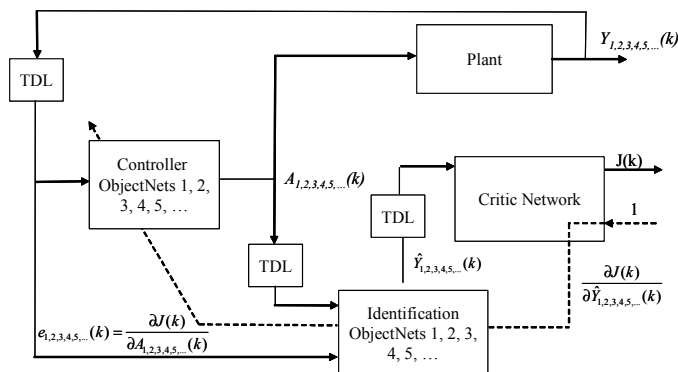 Y1,2,3,4,5,...(k)
Plant
TDL
Controller
ObjectNets 1, 2,
3, 4, 5, …
A1,2,3,4,5,...(k)
J(k)
Critic Network
TDL
1
TDL
Ŷ1,2,3,4,5,...(k)
∂J(k)
∂Ŷ1,2,3,4,5,...(k)
Identification
ObjectNets 1, 2, 3,
4, 5, …
e1,2,3,4,5,...(k) = ∂J(k)
∂A1,2,3,4,5,...(k)